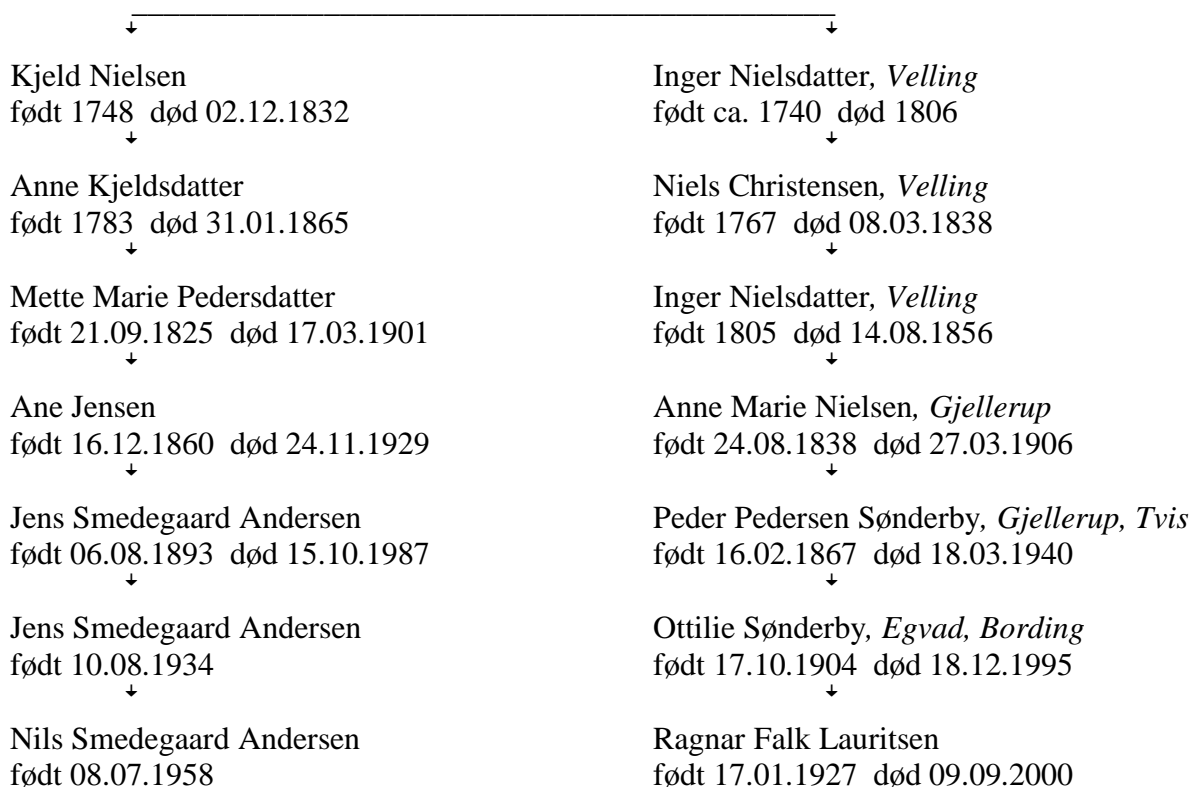 Kjeld Nielsen
født 1748 død 02.12.1832
Inger Nielsdatter, Velling
født ca. 1740 død 1806
Anne Kjeldsdatter
født 1783 død 31.01.1865
Niels Christensen, Velling
født 1767 død 08.03.1838
Mette Marie Pedersdatter
født 21.09.1825 død 17.03.1901
Inger Nielsdatter, Velling
født 1805 død 14.08.1856
Ane Jensen
født 16.12.1860 død 24.11.1929
Anne Marie Nielsen, Gjellerup
født 24.08.1838 død 27.03.1906
Jens Smedegaard Andersen
født 06.08.1893 død 15.10.1987
Peder Pedersen Sønderby, Gjellerup, Tvis
født 16.02.1867 død 18.03.1940
Jens Smedegaard Andersen
født 10.08.1934
Ottilie Sønderby, Egvad, Bording
født 17.10.1904 død 18.12.1995
Nils Smedegaard Andersen
født 08.07.1958
Ragnar Falk Lauritsen
født 17.01.1927 død 09.09.2000